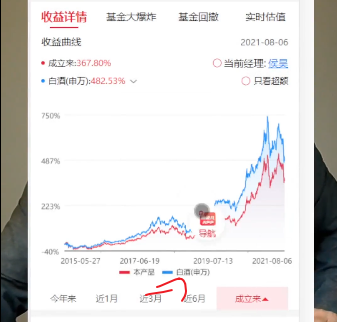 收益详情 基金大爆炸 基金回撤 实时估值
收益曲线 2021-08-06
成立来:367.80% 当前经理:侯昊
白酒(申万):482.53% 只看超额
750%
487%
223%
-40%
2015-05-27 2017-06-19 2019-07-13 2021-08-06
本产品 白酒(申万)
今年来 近1月 近3月 近6月 成立来